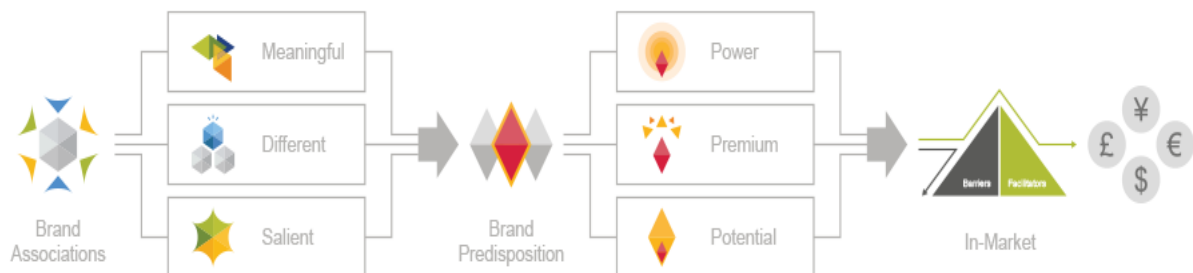 Meaningful
Different
Salient
Brand
Associations
Brand
Predisposition
Power
Premium
Potential
Barriers
Facilitators
In-Market
¥
£
€
$